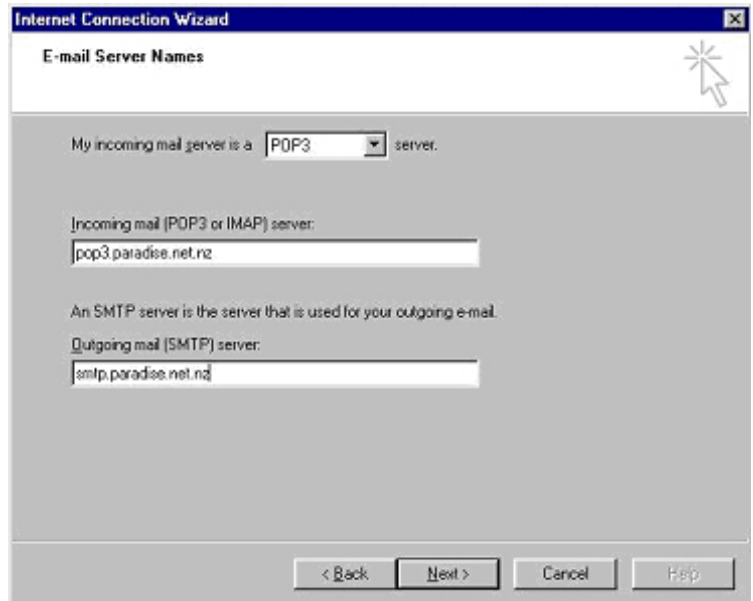 Internet Connection Wizard
E-mail Server Names
My incoming mail server is a POP3 server.
Incoming mail (POP3 or IMAP) server:
pop3.paradise.net.nz
An SMTP server is the server that is used for your outgoing e-mail.
Outgoing mail (SMTP) server:
smtp.paradise.net.nz
< Back Next > Cancel Help